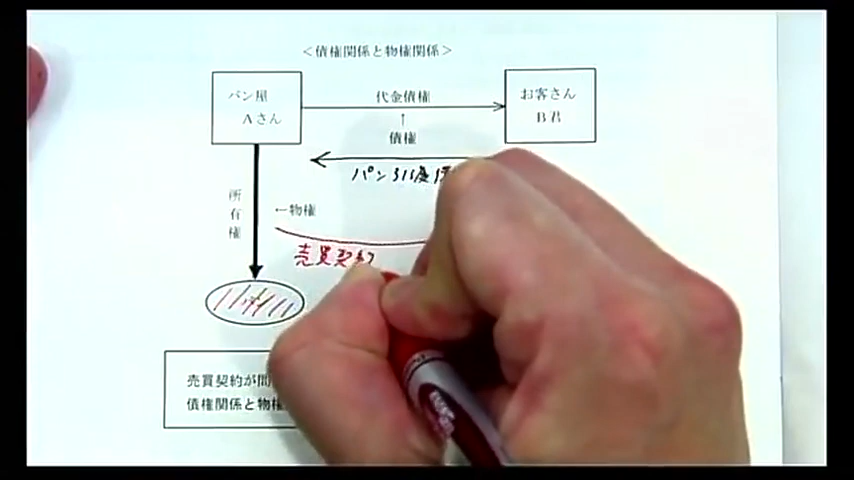 ＜債権関係と物権関係＞
パン屋
Aさん
代金債権
↑
債権
お客さん
B君
パン引渡
所有権
←物権
売買契約
売買契約が
債権関係と物権